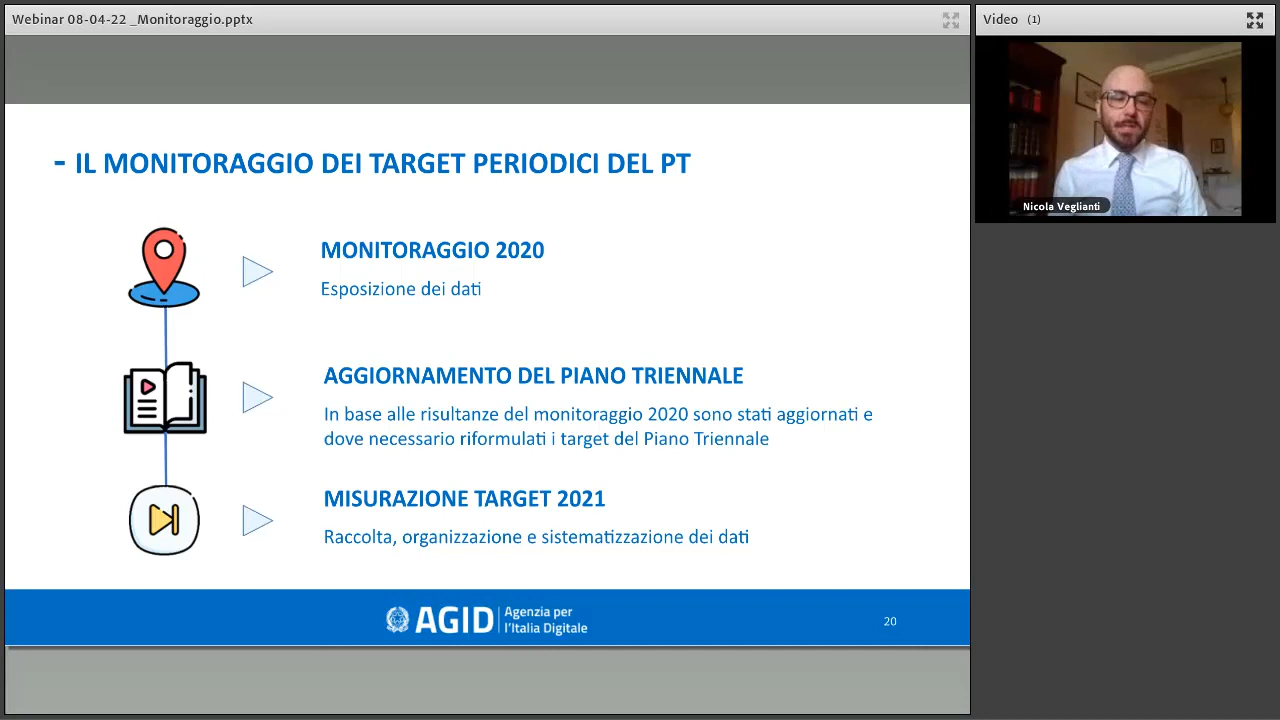 Webinar 08-04-22 _Monitoraggio.pptx
Video (1)
- IL MONITORAGGIO DEI TARGET PERIODICI DEL PT
MONITORAGGIO 2020
Esposizione dei dati
AGGIORNAMENTO DEL PIANO TRIENNALE
In base alle risultanze del monitoraggio 2020 sono stati aggiornati e
dove necessario riformulati i target del Piano Triennale
MISURAZIONE TARGET 2021
Raccolta, organizzazione e sistematizzazione dei dati
AGID Agenzia per
l'Italia Digitale
20
Nicola Veglianti